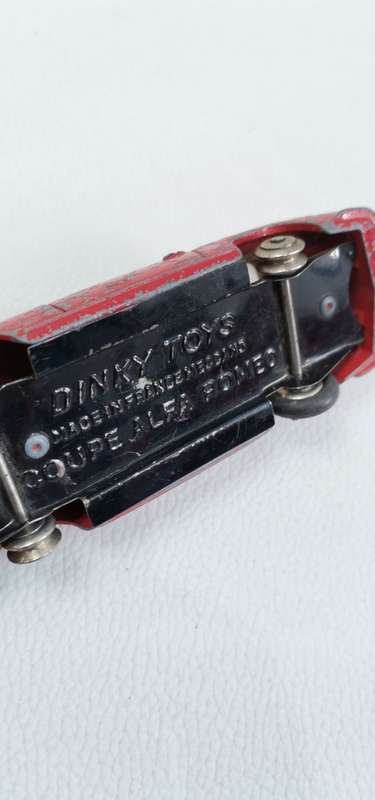 DINKY TOYS
MADE IN FRANCE MECCANO
COUPE ALFA ROMEO